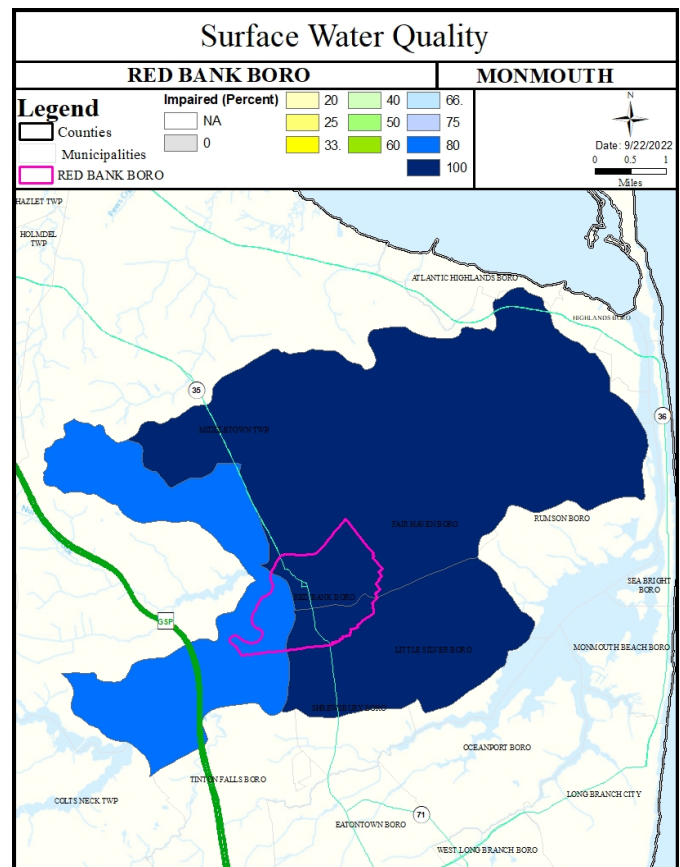 Surface Water Quality
RED BANK BORO
MONMOUTH
Legend
Counties
Municipalities
RED BANK BORO
Impaired (Percent)
NA
0
20
25
33.
40
50
60
66.
75
80
100
N
Date: 9/22/2022
0 0.5 1
Miles
HAZLET TWP
HOLMDEL
TWP
ATLANTIC HIGHLANDS BORO
HIGHLANDS BORO
35
36
MIDDLETOWN TWP
FAIR HAVEN BORO
RUMSON BORO
SEA BRIGHT
BORO
RED BANK BORO
GSP
LITTLE SILVER BORO
MONMOUTH BEACH BORO
SHREWSBURY BORO
OCEANPORT BORO
TINTON FALLS BORO
COLTS NECK TWP
LONG BRANCH CITY
71
EATONTOWN BORO
WEST LONG BRANCH BORO